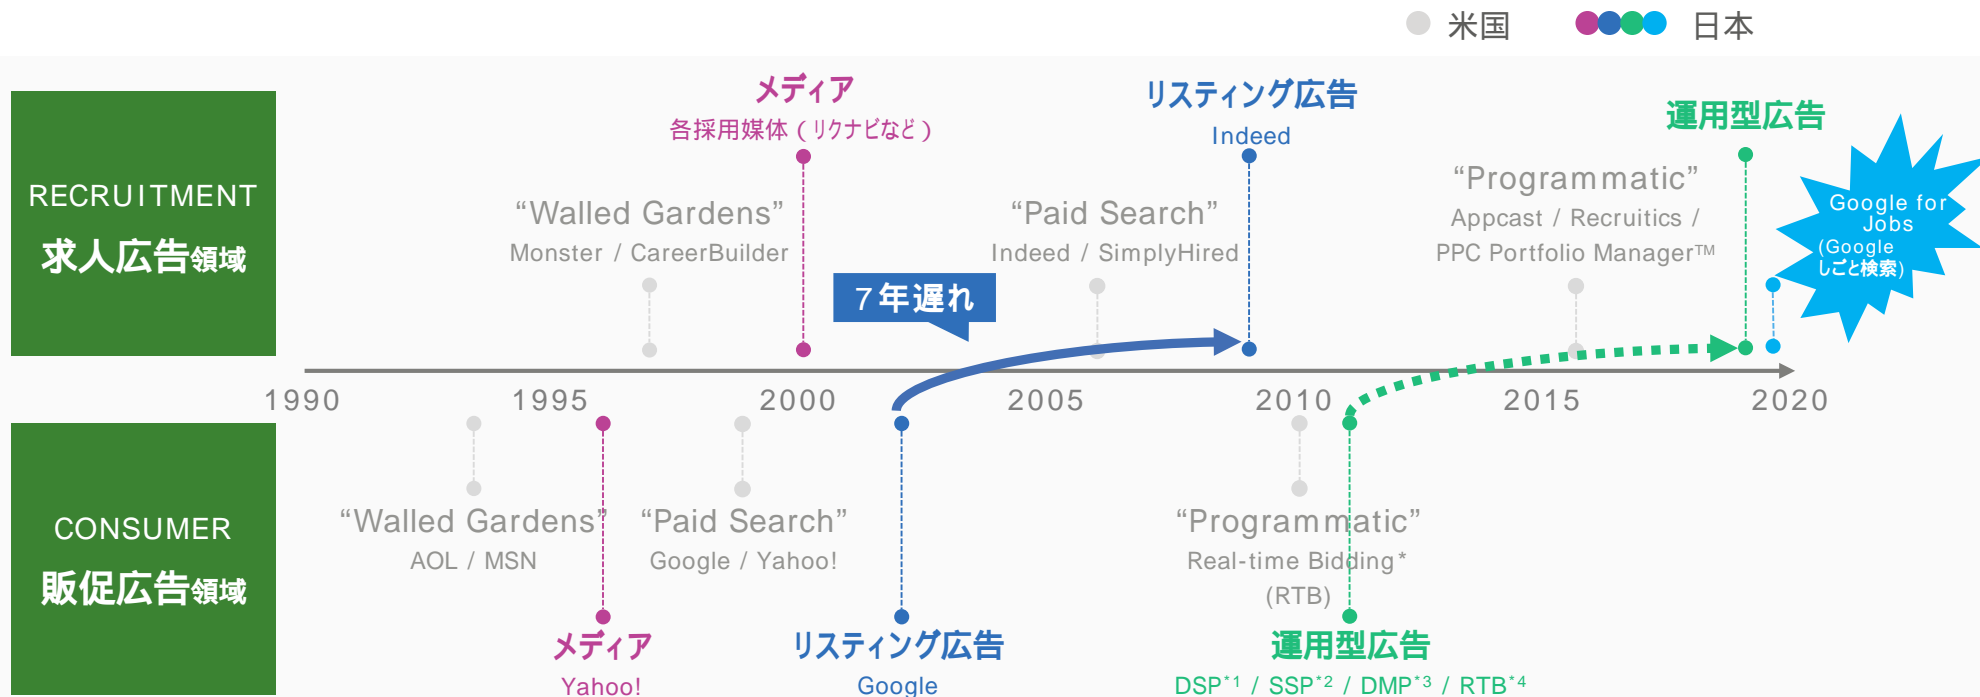 米国
日本
RECRUITMENT
求人広告領域
メディア
各採用媒体（リクナビなど）
リスティング広告
Indeed
運用型広告
“Walled Gardens”
Monster / CareerBuilder
“Paid Search”
Indeed / SimplyHired
“Programmatic”
Appcast / Recruitics /
PPC Portfolio Manager™
Google for
Jobs
(Google
しごと検索)
7年遅れ
1990
1995
2000
2005
2010
2015
2020
CONSUMER
販促広告領域
“Walled Gardens”
AOL / MSN
“Paid Search”
Google / Yahoo!
“Programmatic”
Real-time Bidding*
(RTB)
メディア
Yahoo!
リスティング広告
Google
運用型広告
DSP*1 / SSP*2 / DMP*3 / RTB*4